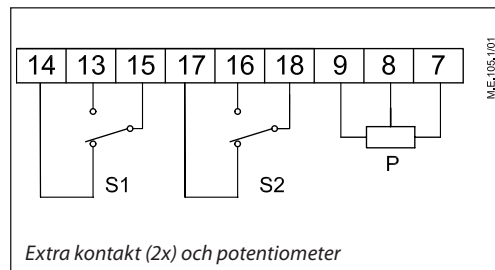 14 13 15 17 16 18 9 8 7
M.E.105.1/01
S1 S2 P
Extra kontakt (2x) och potentiometer